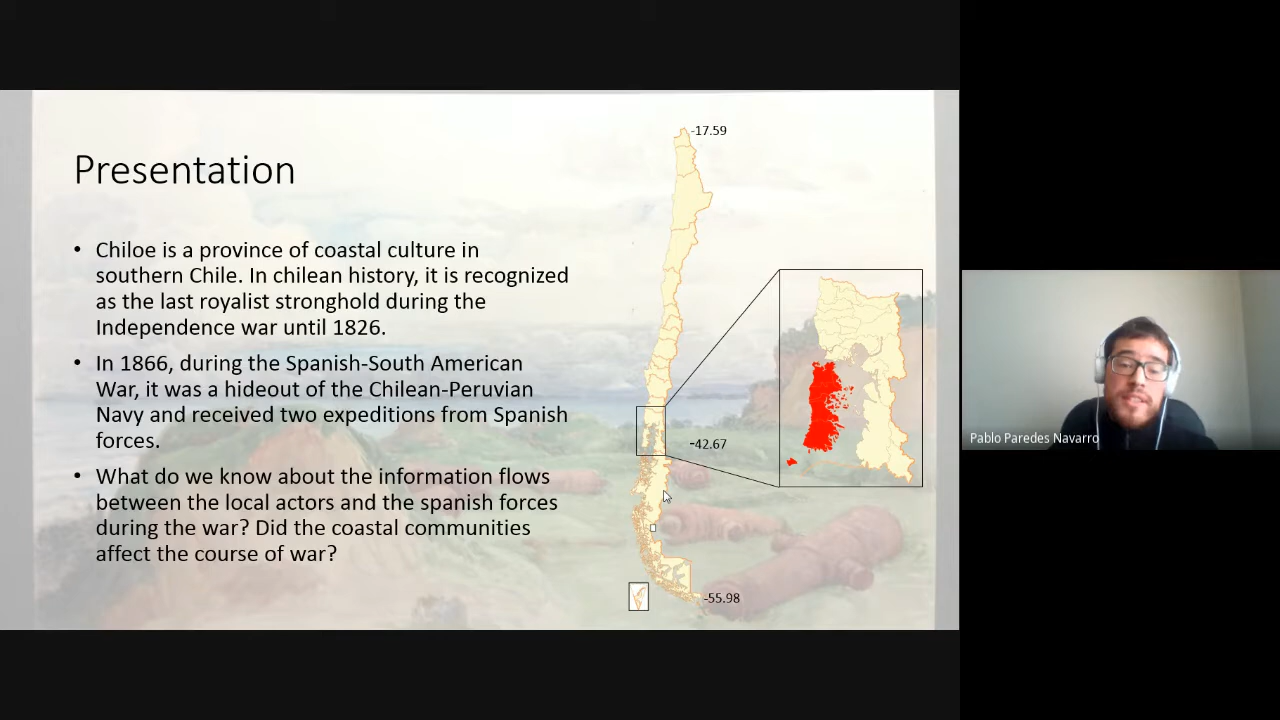 Presentation
• Chiloe is a province of coastal culture in
southern Chile. In chilean history, it is recognized
as the last royalist stronghold during the
Independence war until 1826.
• In 1866, during the Spanish-South American
War, it was a hideout of the Chilean-Peruvian
Navy and received two expeditions from Spanish
forces.
• What do we know about the information flows
between the local actors and the spanish forces
during the war? Did the coastal communities
affect the course of war?
-17.59
-42.67
-55.98
Pablo Paredes Navarro